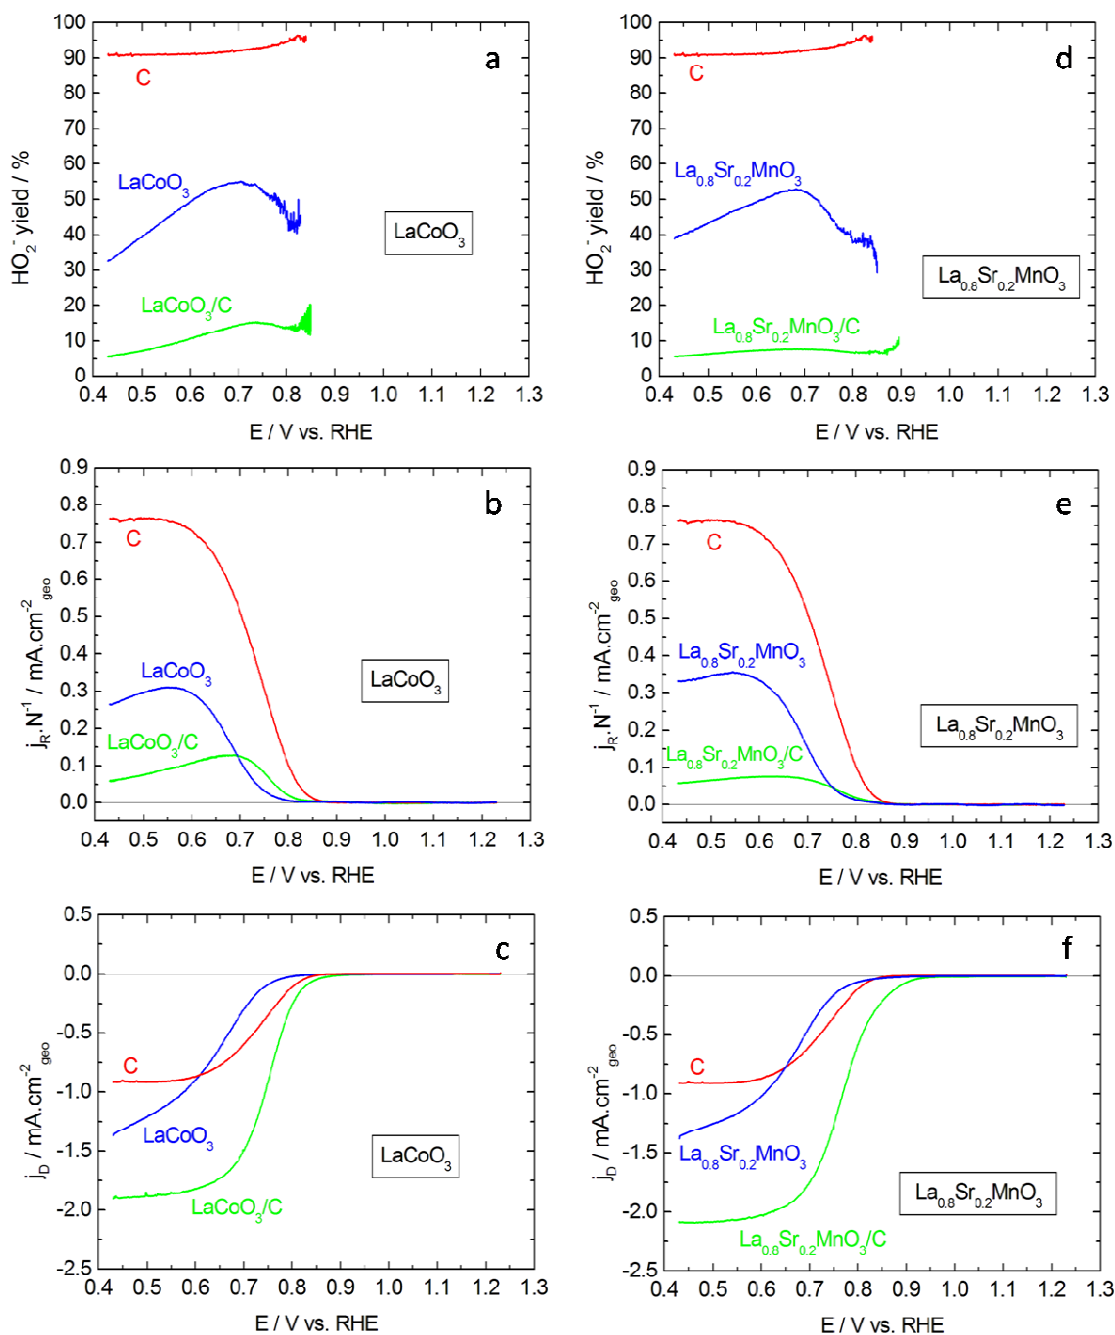 a
100
90
80
70
60
50
40
30
20
10
0
HO₂⁻ yield / %
C
LaCoO₃
LaCoO₃
LaCoO₃/C
0.4 0.5 0.6 0.7 0.8 0.9 1.0 1.1 1.2 1.3
E / V vs. RHE
d
100
90
80
70
60
50
40
30
20
10
0
HO₂⁻ yield / %
C
La₀.₈Sr₀.₂MnO₃
La₀.₈Sr₀.₂MnO₃
La₀.₈Sr₀.₂MnO₃/C
0.4 0.5 0.6 0.7 0.8 0.9 1.0 1.1 1.2 1.3
E / V vs. RHE
b
0.9
0.8
0.7
0.6
0.5
0.4
0.3
0.2
0.1
0.0
j_R.N⁻¹ / mA.cm⁻²_geo
C
LaCoO₃
LaCoO₃
LaCoO₃/C
0.4 0.5 0.6 0.7 0.8 0.9 1.0 1.1 1.2 1.3
E / V vs. RHE
e
0.9
0.8
0.7
0.6
0.5
0.4
0.3
0.2
0.1
0.0
j_R.N⁻¹ / mA.cm⁻²_geo
C
La₀.₈Sr₀.₂MnO₃
La₀.₈Sr₀.₂MnO₃
La₀.₈Sr₀.₂MnO₃/C
0.4 0.5 0.6 0.7 0.8 0.9 1.0 1.1 1.2 1.3
E / V vs. RHE
c
0.5
0.0
-0.5
-1.0
-1.5
-2.0
-2.5
j_D / mA.cm⁻²_geo
C
LaCoO₃
LaCoO₃
LaCoO₃/C
0.4 0.5 0.6 0.7 0.8 0.9 1.0 1.1 1.2 1.3
E / V vs. RHE
f
0.5
0.0
-0.5
-1.0
-1.5
-2.0
-2.5
j_D / mA.cm⁻²_geo
C
La₀.₈Sr₀.₂MnO₃
La₀.₈Sr₀.₂MnO₃
La₀.₈Sr₀.₂MnO₃/C
0.4 0.5 0.6 0.7 0.8 0.9 1.0 1.1 1.2 1.3
E / V vs. RHE